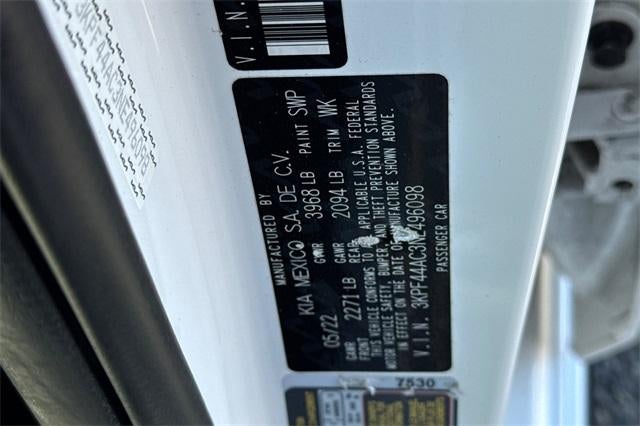 V.I.N.
MANUFACTURED BY
KIA MEXICO S.A. DE C.V.
05/22 GVWR 3968 LB PAINT SWP
GAWR FRONT 2271 LB GAWR REAR 2094 LB TRIM WK
THIS VEHICLE CONFORMS TO ALL APPLICABLE U.S.A. FEDERAL
MOTOR VEHICLE SAFETY, BUMPER, AND THEFT PREVENTION STANDARDS
IN EFFECT ON THE DATE OF MANUFACTURE SHOWN ABOVE.
V.I.N. 3KPF44AC3NE496098
PASSENGER CAR
7530